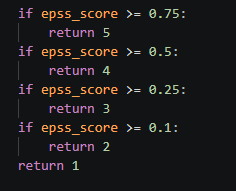 if epss_score >= 0.75:
    return 5
if epss_score >= 0.5:
    return 4
if epss_score >= 0.25:
    return 3
if epss_score >= 0.1:
    return 2
return 1